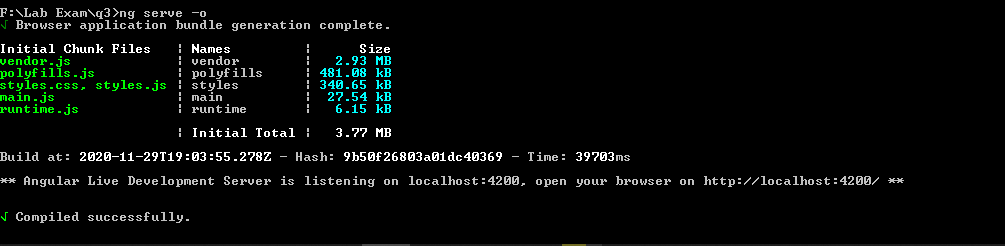 F:\Lab Exam\q3>ng serve -o
√ Browser application bundle generation complete.
Initial Chunk Files | Names | Size
vendor.js | vendor | 2.93 MB
polyfills.js | polyfills | 481.08 kB
styles.css, styles.js | styles | 340.65 kB
main.js | main | 27.54 kB
runtime.js | runtime | 6.15 kB
| Initial Total | 3.77 MB
Build at: 2020-11-29T19:03:55.278Z - Hash: 9b50f26803a01dc40369 - Time: 39703ms
** Angular Live Development Server is listening on localhost:4200, open your browser on http://localhost:4200/ **
√ Compiled successfully.